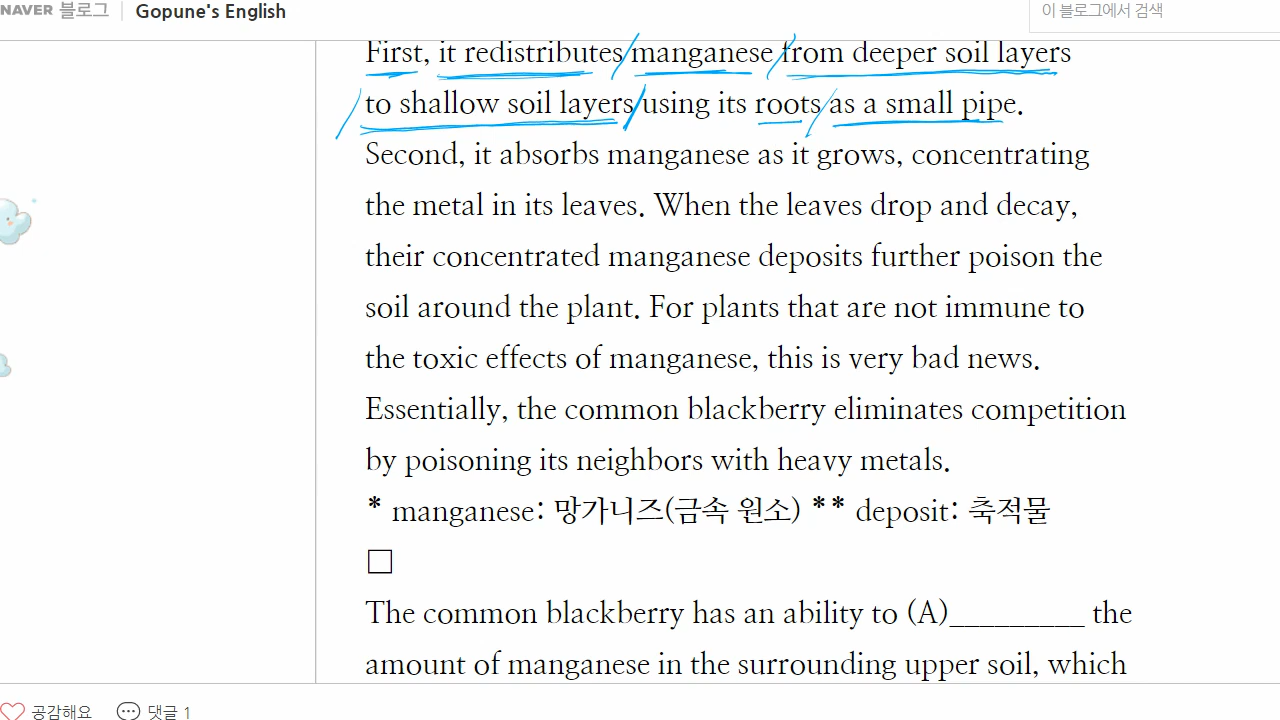 NAVER 블로그 Gopune's English 이 블로그에서 검색
First, it redistributes manganese from deeper soil layers
to shallow soil layers using its roots as a small pipe.
Second, it absorbs manganese as it grows, concentrating
the metal in its leaves. When the leaves drop and decay,
their concentrated manganese deposits further poison the
soil around the plant. For plants that are not immune to
the toxic effects of manganese, this is very bad news.
Essentially, the common blackberry eliminates competition
by poisoning its neighbors with heavy metals.
* manganese: 망가니즈(금속 원소) ** deposit: 축적물
□
The common blackberry has an ability to (A)_________ the
amount of manganese in the surrounding upper soil, which
공감해요 댓글 1